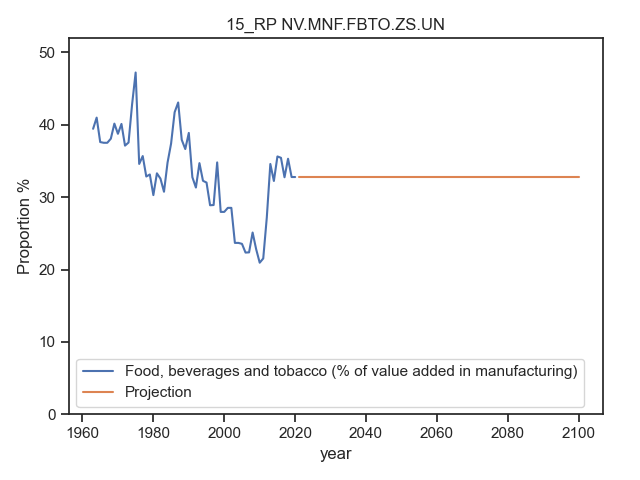 15_RP NV.MNF.FBTO.ZS.UN
50
40
30
20
10
0
Proportion %
Food, beverages and tobacco (% of value added in manufacturing)
Projection
1960 1980 2000 2020 2040 2060 2080 2100
year